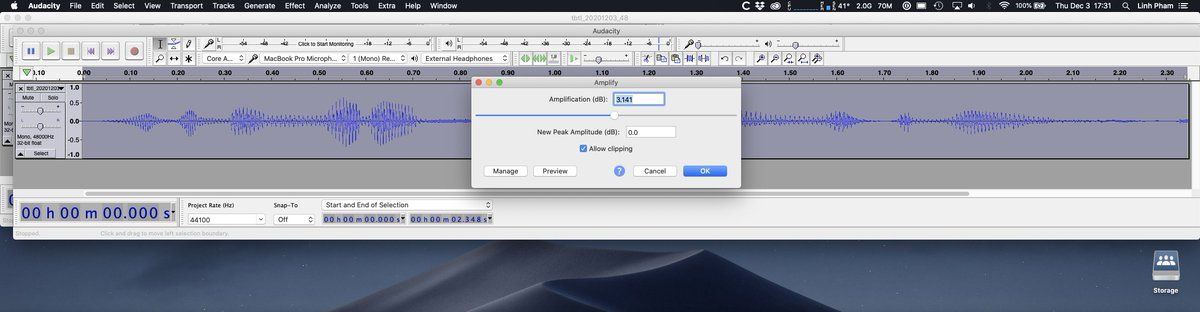 Audacity File Edit Select View Transport Tracks Generate Effect Analyze Tools Extra Help Window 41° 2.0G 70M 100% Thu Dec 3 17:31 Linh Pham
tbtl_20201203_48
Audacity
L R -54 -48 -42 Click to Start Monitoring -18 -12 -6 0 L R -54 -48 -42 -36 -30 -24 -18 -12 -6 0
Core A... MacBook Pro Microph... 1 (Mono) Re... External Headphones
0.10 0.00 0.10 0.20 0.30 0.40 0.50 0.60 0.70 0.80 0.90 1.00 1.10 1.20 1.30 1.40 1.50 1.60 1.70 1.80 1.90 2.00 2.10 2.20 2.30
Amplify
tbtl_20201203
Mute Solo
L R
Mono, 48000Hz
32-bit float
Select
1.0
0.5
0.0
-0.5
-1.0
Amplification (dB): 3.141
New Peak Amplitude (dB): 0.0
Allow clipping
Manage Preview ? Cancel OK
Project Rate (Hz) Snap-To Start and End of Selection
00 h 00 m 00.000 s 44100 Off 00 h 00 m 00.000 s 00 h 00 m 02.348 s
Stopped. Click and drag to move left selection boundary.
Storage